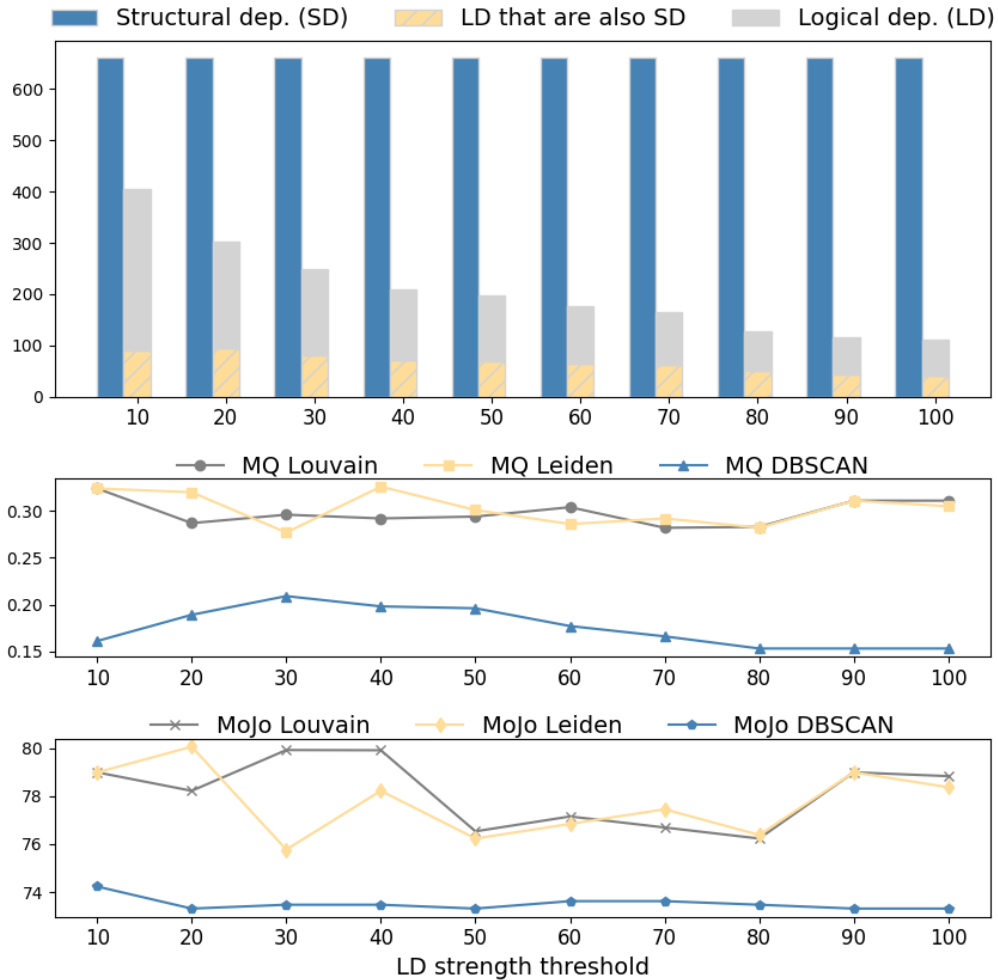 Structural dep. (SD) LD that are also SD Logical dep. (LD)
600
500
400
300
200
100
0
10 20 30 40 50 60 70 80 90 100
MQ Louvain MQ Leiden MQ DBSCAN
0.30
0.25
0.20
0.15
10 20 30 40 50 60 70 80 90 100
MoJo Louvain MoJo Leiden MoJo DBSCAN
80
78
76
74
10 20 30 40 50 60 70 80 90 100
LD strength threshold